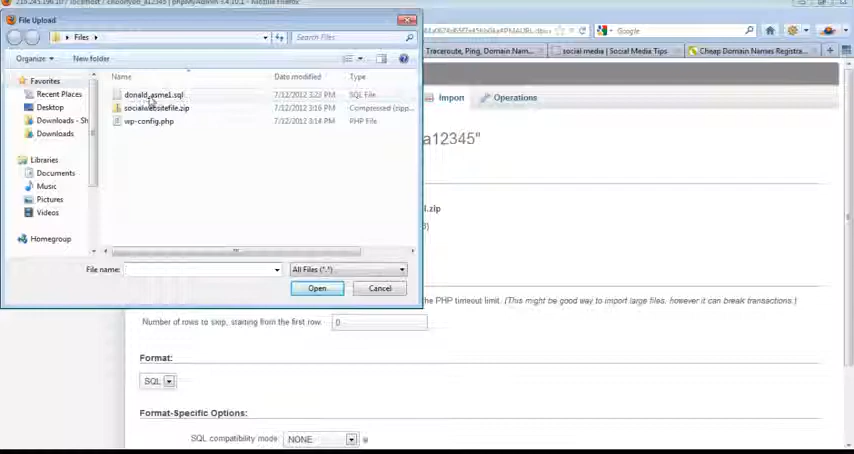 File Upload
Files
Search Files
Organize
New folder
Favorites
Recent Places
Desktop
Downloads - Sh
Downloads
Libraries
Documents
Music
Pictures
Videos
Homegroup
Name
Date modified
Type
donald_asme1.sql
7/12/2012 3:23 PM
SQL File
socialwebsitefile.zip
7/12/2012 3:16 PM
Compressed (zipp...
wp-config.php
7/12/2012 3:14 PM
PHP File
File name:
All Files (*.*)
Open
Cancel
Google
Traceroute, Ping, Domain Nam...
social media | Social Media Tips
Cheap Domain Names Registra...
Import
Operations
a12345"
l.zip
the PHP timeout limit. (This might be good way to import large files, however it can break transactions.)
Number of rows to skip, starting from the first row:
0
Format:
SQL
Format-Specific Options:
SQL compatibility mode:
NONE